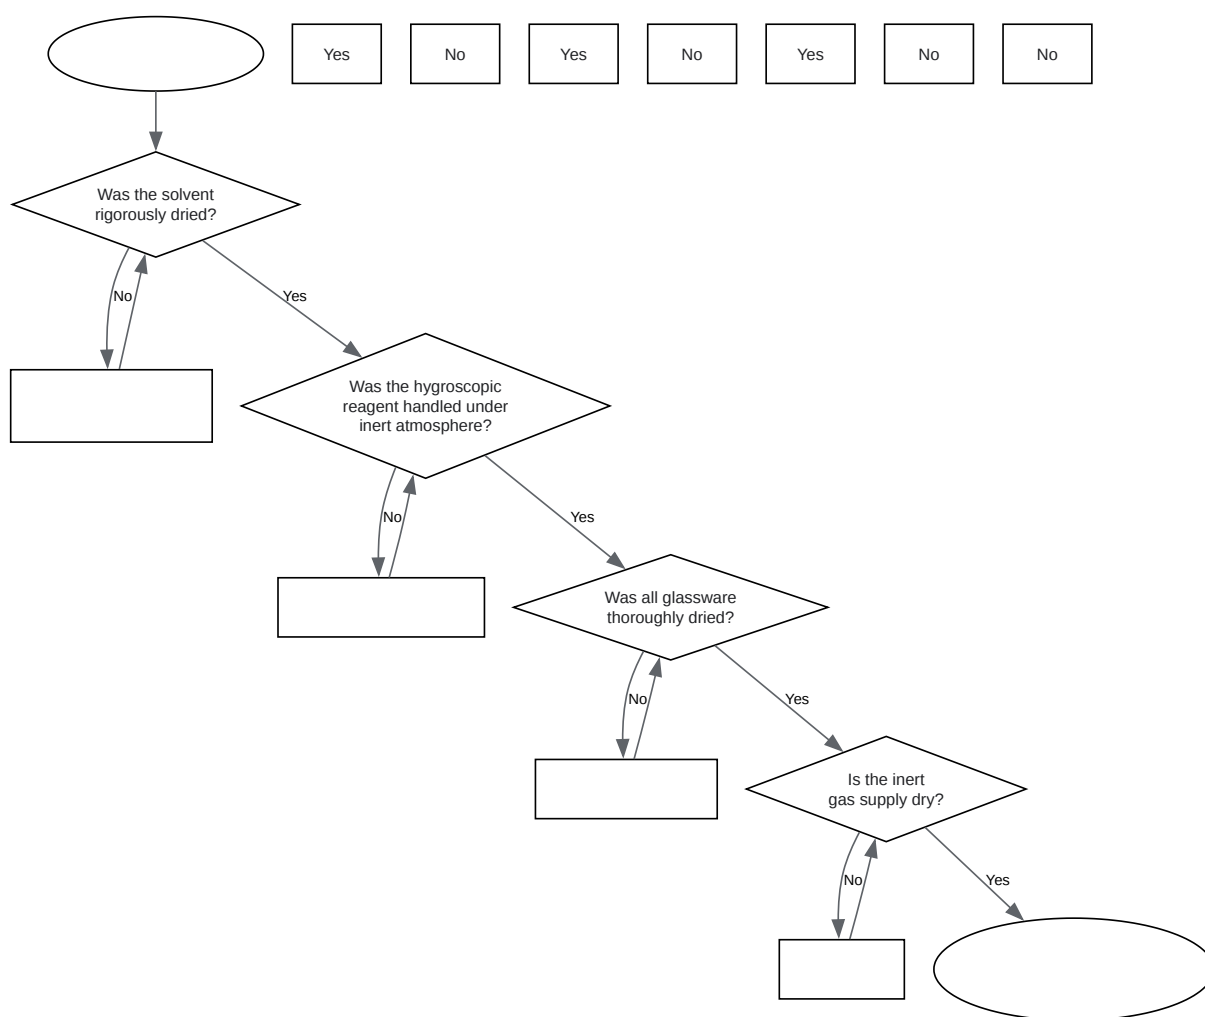 Yes
No
Yes
No
Yes
No
No
Was the solvent
rigorously dried?
No
Yes
Was the hygroscopic
reagent handled under
inert atmosphere?
No
Yes
Was all glassware
thoroughly dried?
No
Yes
Is the inert
gas supply dry?
No
Yes